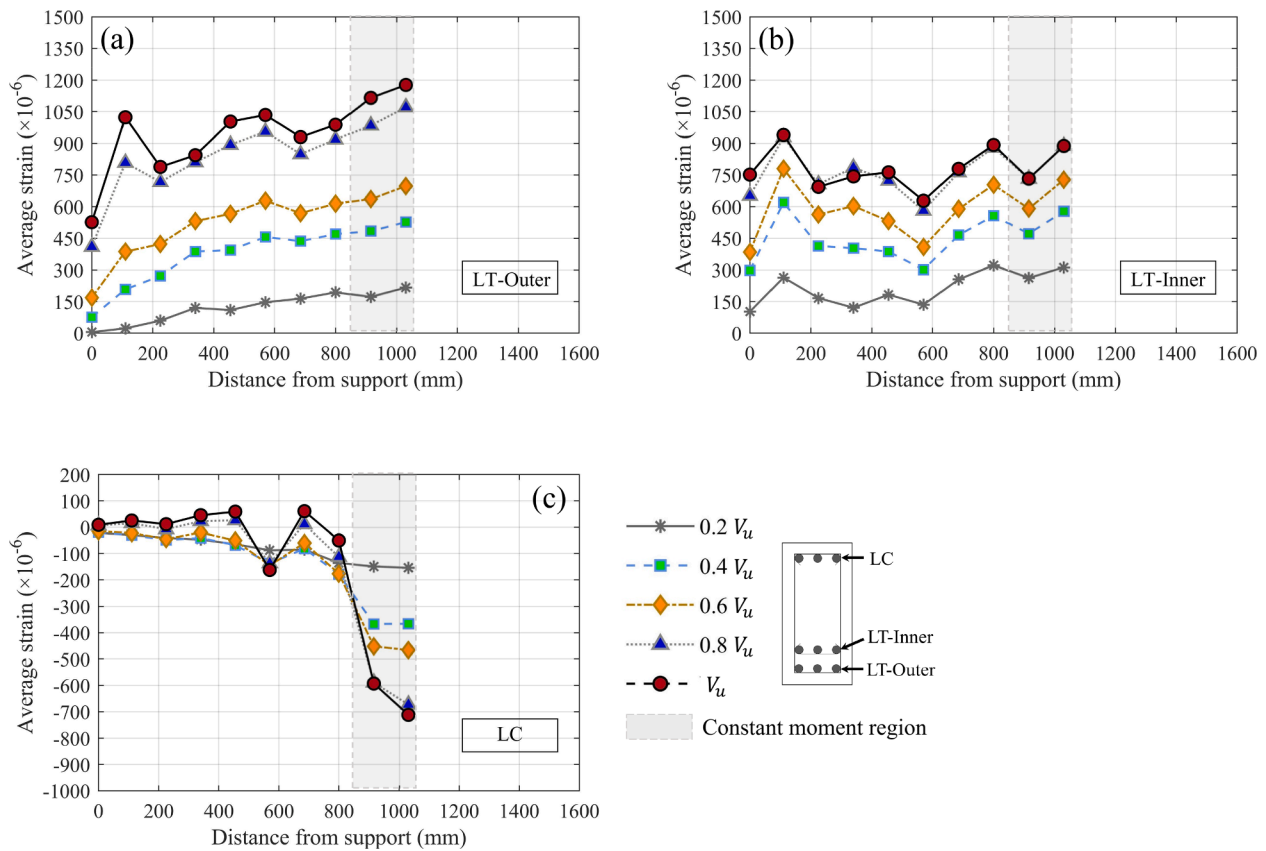 (a)
1500
1350
1200
1050
900
750
600
450
300
150
0
Average strain (×10⁻⁶)
LT-Outer
0 200 400 600 800 1000 1200 1400 1600
Distance from support (mm)
(b)
1500
1350
1200
1050
900
750
600
450
300
150
0
Average strain (×10⁻⁶)
LT-Inner
0 200 400 600 800 1000 1200 1400 1600
Distance from support (mm)
(c)
200
100
0
-100
-200
-300
-400
-500
-600
-700
-800
-900
-1000
Average strain (×10⁻⁶)
LC
0 200 400 600 800 1000 1200 1400 1600
Distance from support (mm)
0.2 Vᵤ
0.4 Vᵤ
0.6 Vᵤ
0.8 Vᵤ
Vᵤ
Constant moment region
LC
LT-Inner
LT-Outer